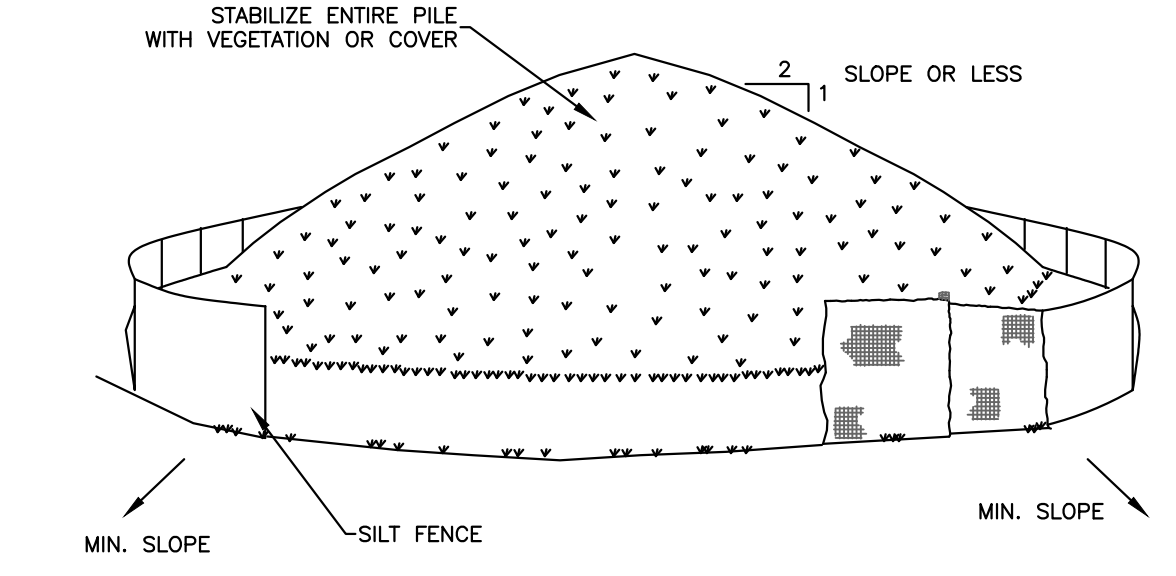 STABILIZE ENTIRE PILE
WITH VEGETATION OR COVER
2
1
SLOPE OR LESS
MIN. SLOPE
SILT FENCE
MIN. SLOPE